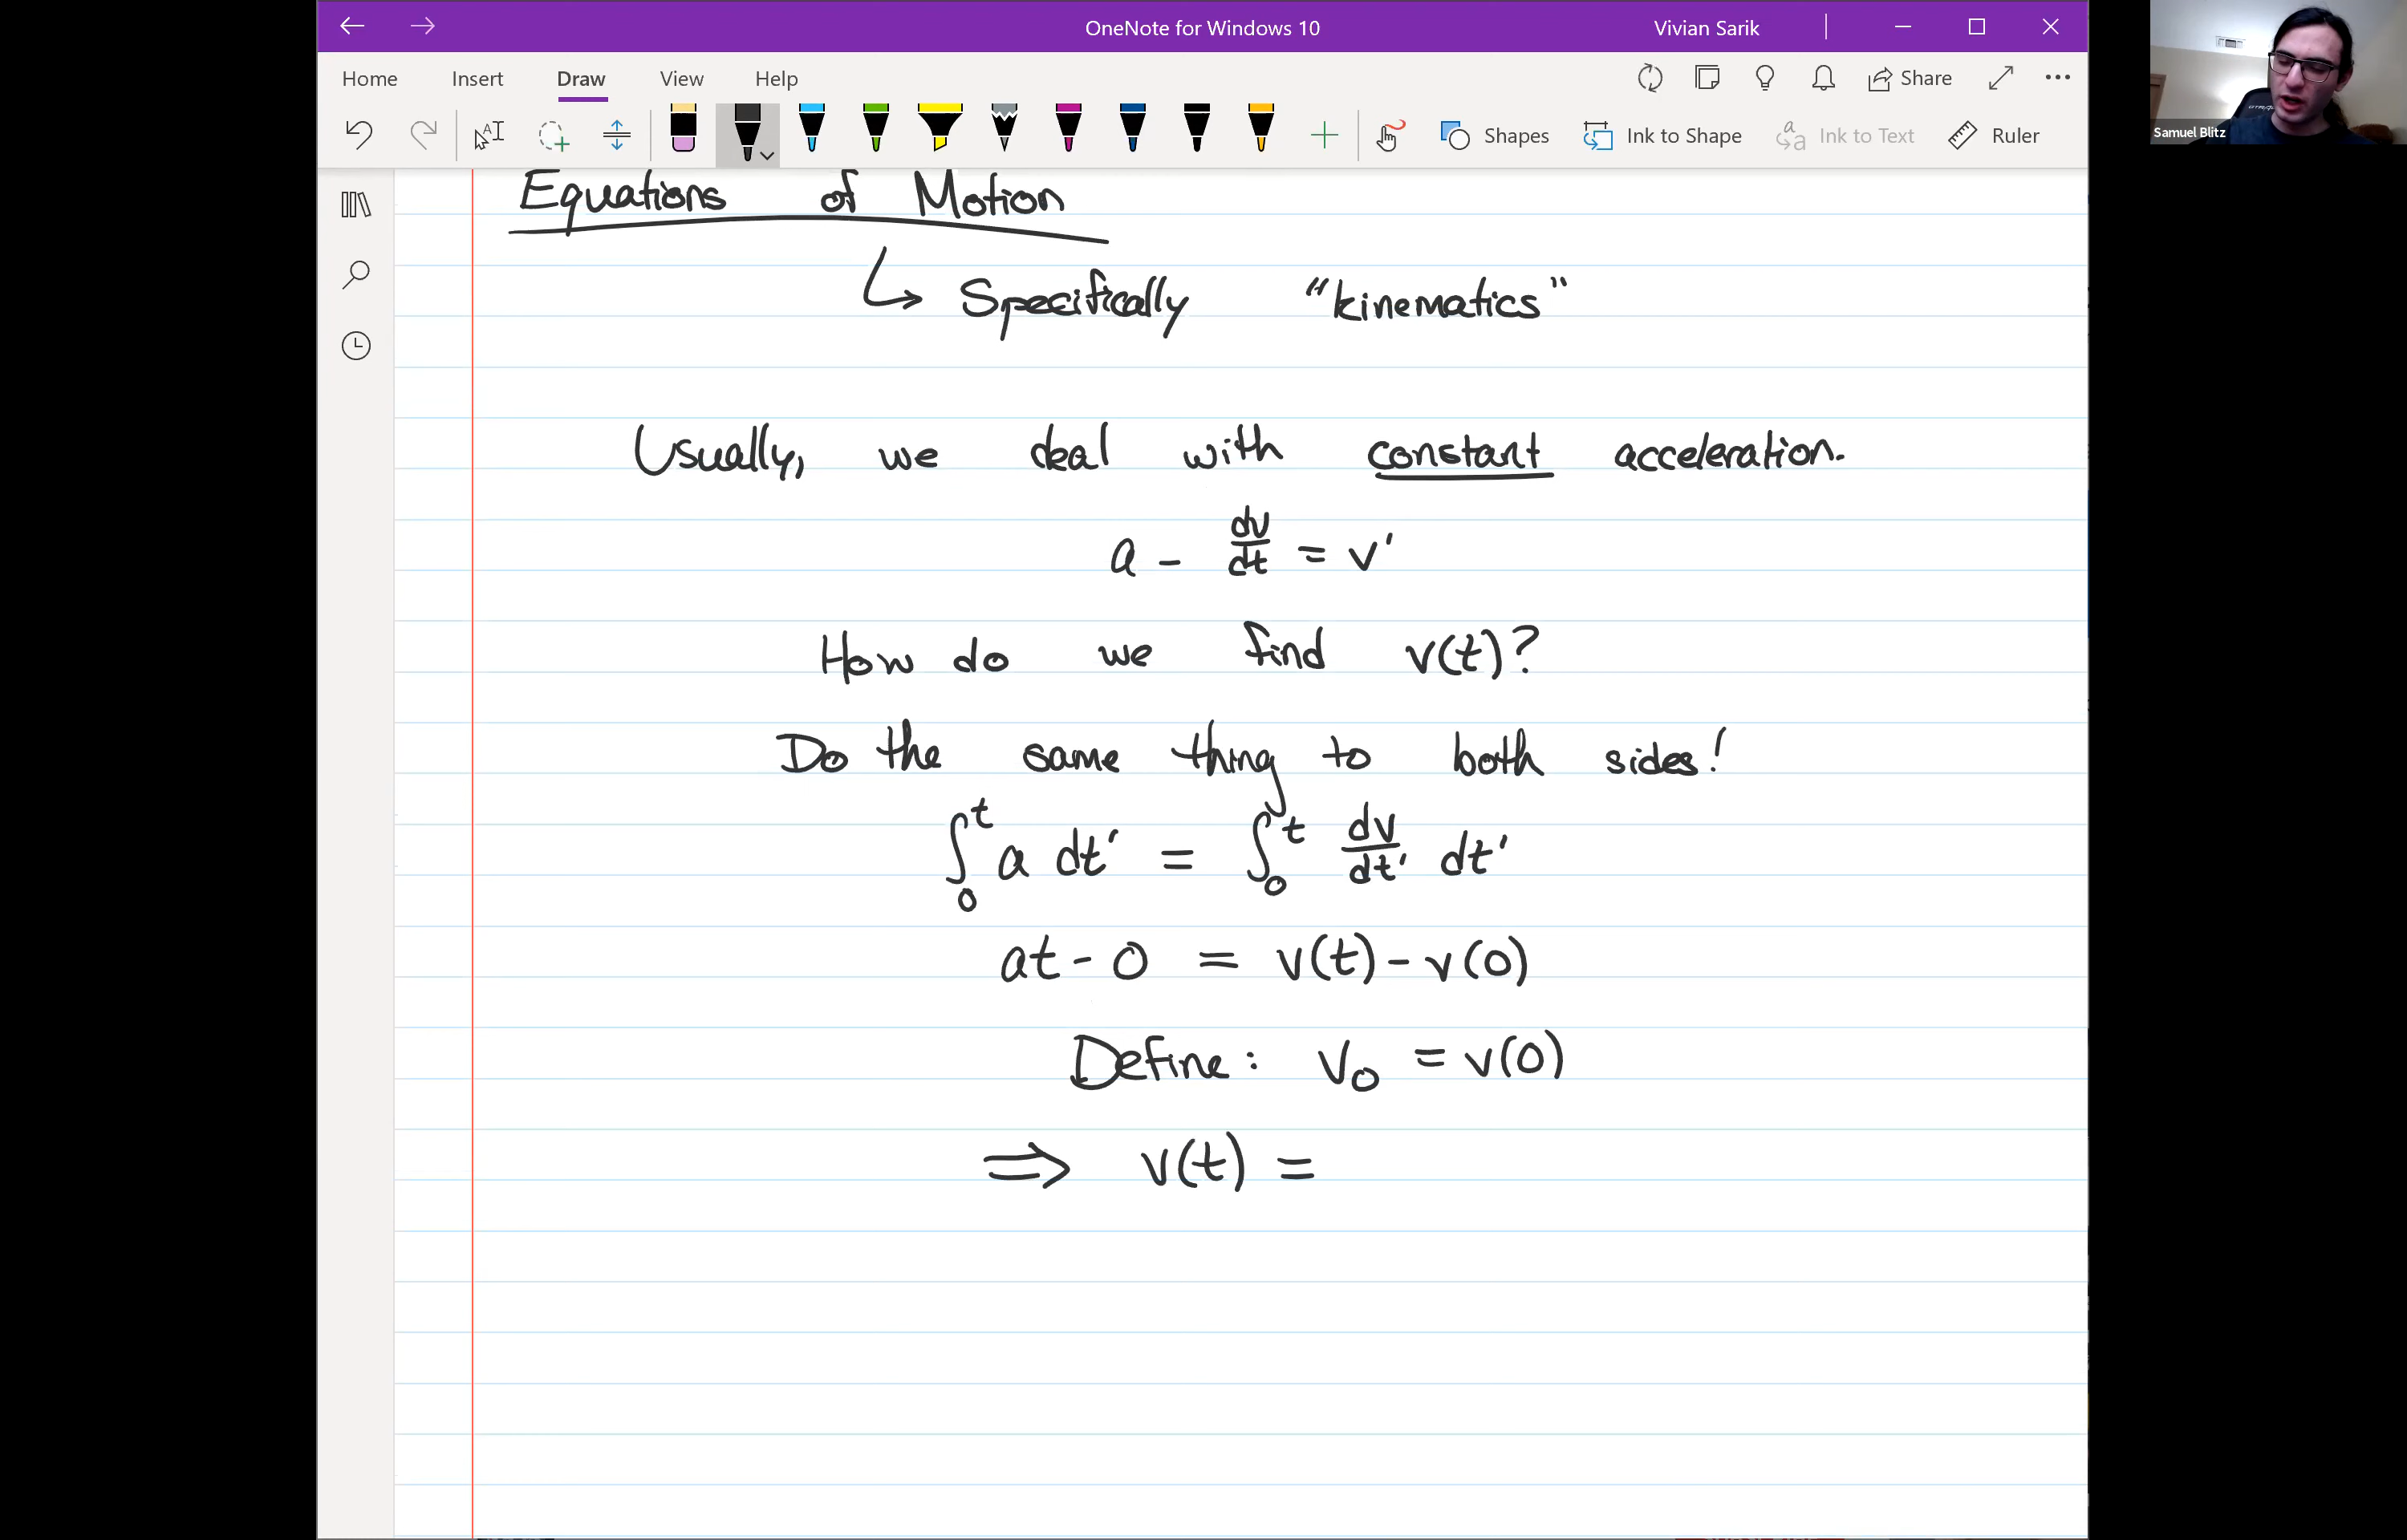 OneNote for Windows 10
Vivian Sarik
Home Insert Draw View Help
Share
Shapes Ink to Shape Ink to Text Ruler
Samuel Blitz
Equations of Motion
↳ Specifically "kinematics"
Usually, we deal with constant acceleration.
a - dv/dt = v'
How do we find v(t)?
Do the same thing to both sides!
∫₀ᵗ a dt' = ∫₀ᵗ dv/dt' dt'
at - 0 = v(t) - v(0)
Define: v₀ = v(0)
⇒ v(t) =